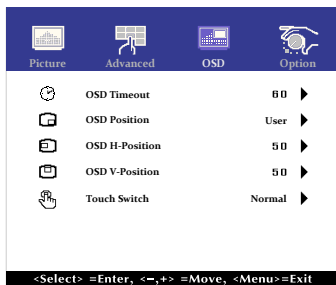 Picture Advanced OSD Option
OSD Timeout 60
OSD Position User
OSD H-Position 50
OSD V-Position 50
Touch Switch Normal
<Select> =Enter, <–,+> =Move, <Menu>=Exit